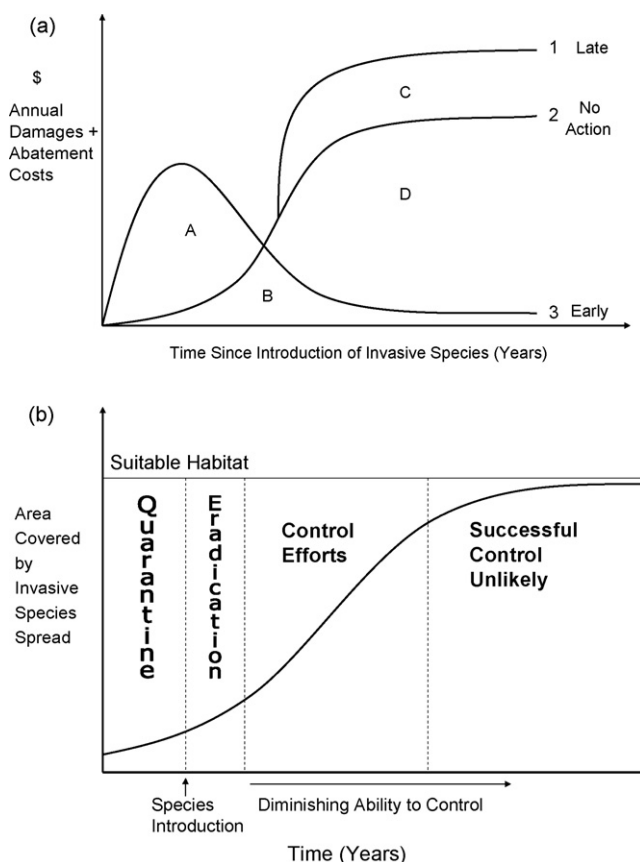 (a)
$
Annual
Damages +
Abatement
Costs
1 Late
C
2 No
Action
D
A
B
3 Early
Time Since Introduction of Invasive Species (Years)
(b)
Suitable Habitat
Area
Covered
by
Invasive
Species
Spread
Quarantine
Eradication
Control
Efforts
Successful
Control
Unlikely
Species
Introduction
Diminishing Ability to Control
Time (Years)